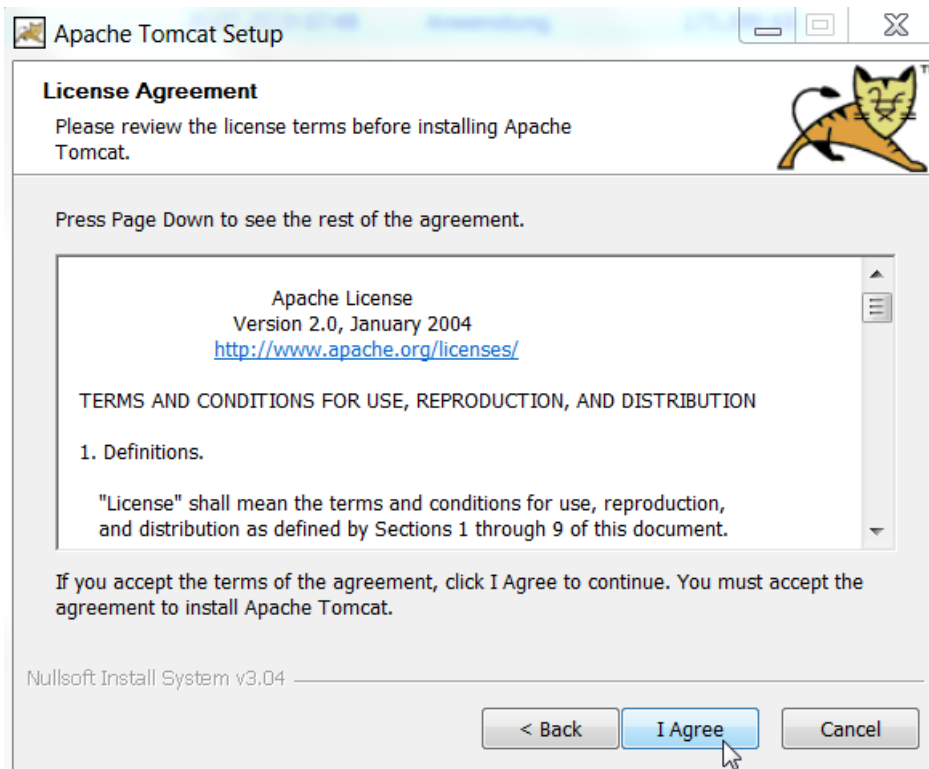 Anwendung
Apache Tomcat Setup
TM
License Agreement
Please review the license terms before installing Apache
Tomcat.
Press Page Down to see the rest of the agreement.
Apache License
Version 2.0, January 2004
http://www.apache.org/licenses/
TERMS AND CONDITIONS FOR USE, REPRODUCTION, AND DISTRIBUTION
1. Definitions.
"License" shall mean the terms and conditions for use, reproduction,
and distribution as defined by Sections 1 through 9 of this document.
If you accept the terms of the agreement, click I Agree to continue. You must accept the
agreement to install Apache Tomcat.
Nullsoft Install System v3.04
< Back I Agree Cancel